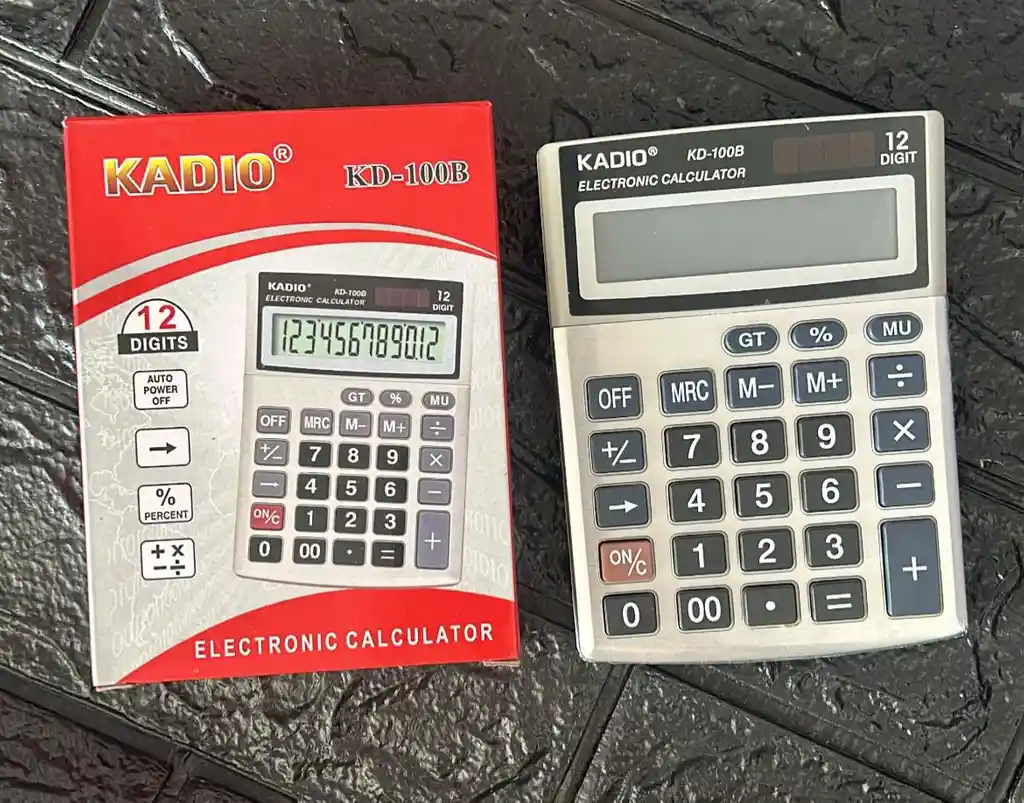 KADIO®
KD-100B
12
DIGITS
AUTO
POWER
OFF
→
%
PERCENT
+ x
- ÷
KADIO®
KD-100B
ELECTRONIC CALCULATOR
12
DIGIT
123456789012
GT % MU
OFF MRC M- M+ ÷
+/- 7 8 9 ×
→ 4 5 6 -
ON/C 1 2 3 +
0 00 · =
ELECTRONIC CALCULATOR
KADIO® KD-100B
12
DIGIT
ELECTRONIC CALCULATOR
GT % MU
OFF MRC M- M+ ÷
+/- 7 8 9 ×
→ 4 5 6 -
ON/C 1 2 3 +
0 00 · =